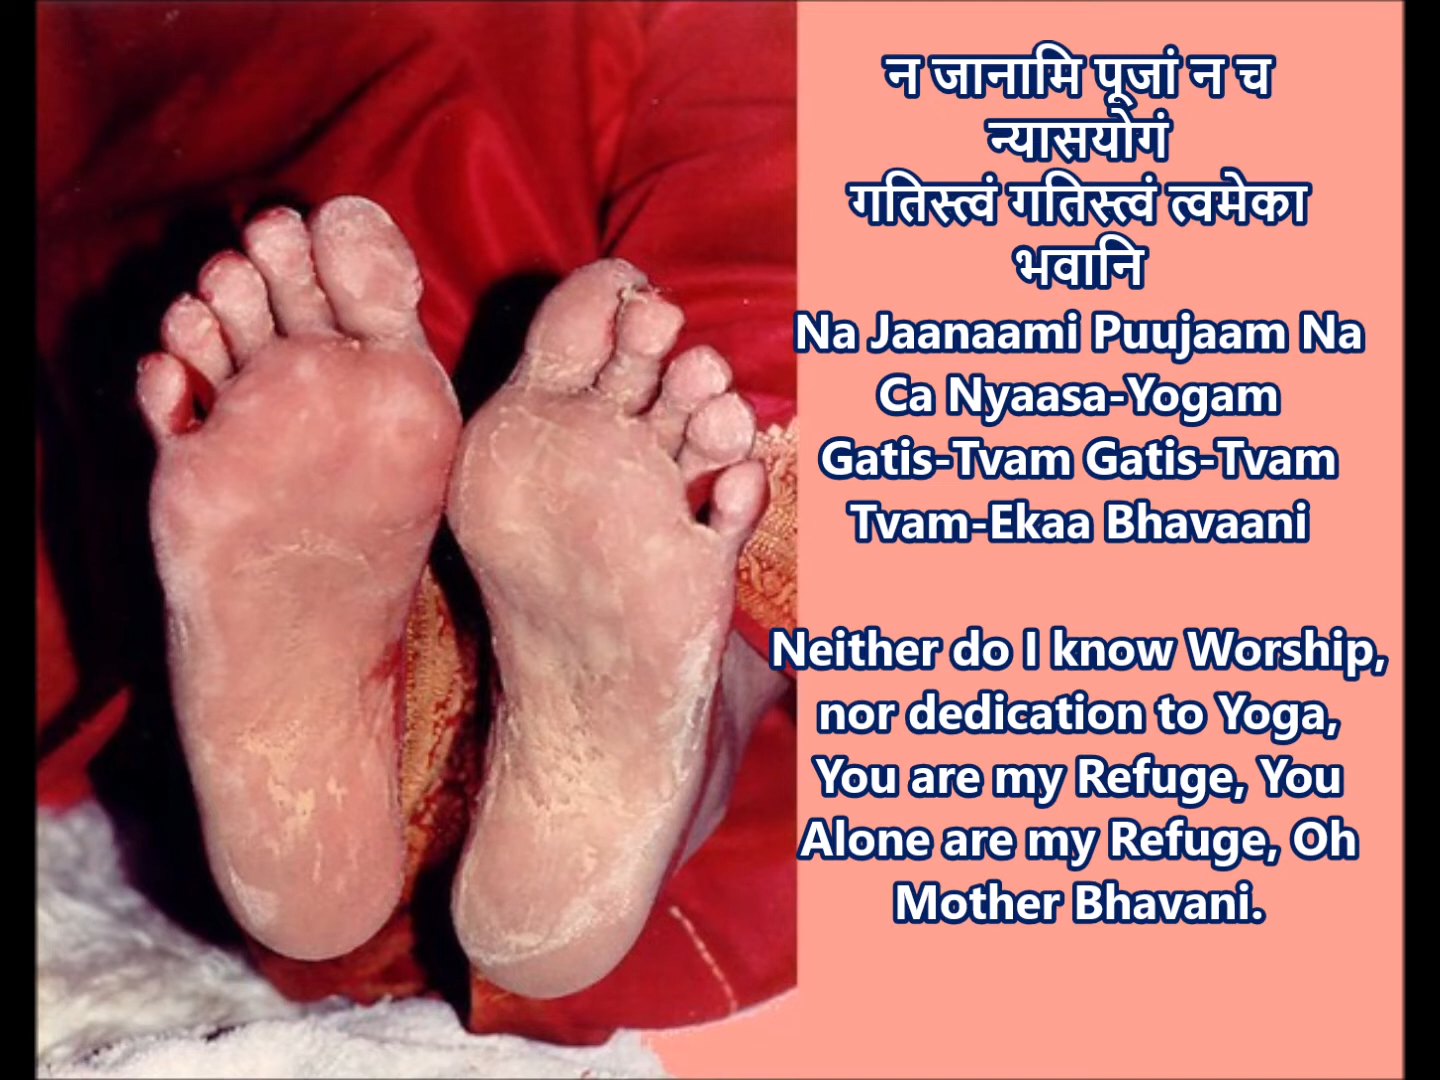 न जानामि पूजां न च
न्यासयोगं
गतिस्त्वं गतिस्त्वं त्वमेका
भवानि
Na Jaanaami Puujaam Na
Ca Nyaasa-Yogam
Gatis-Tvam Gatis-Tvam
Tvam-Ekaa Bhavaani
Neither do I know Worship,
nor dedication to Yoga,
You are my Refuge, You
Alone are my Refuge, Oh
Mother Bhavani.